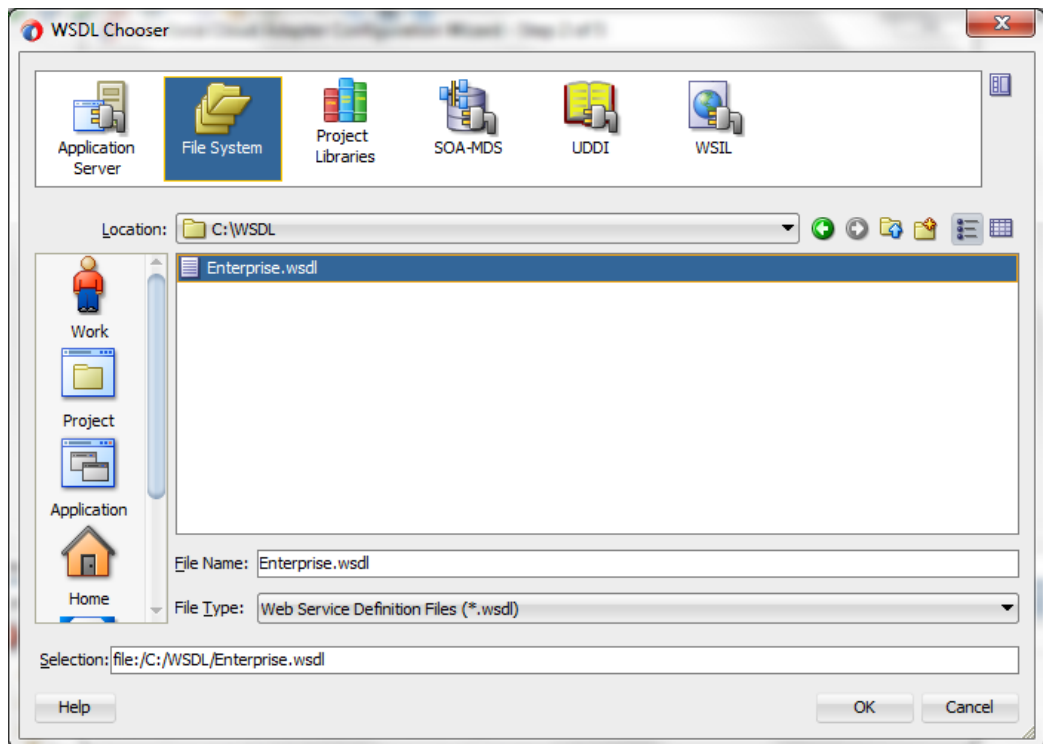 WSDL Chooser
Application
Server
File System
Project
Libraries
SOA-MDS
UDDI
WSIL
Location:
C:\WSDL
Work
Project
Application
Home
Enterprise.wsdl
File Name:
Enterprise.wsdl
File Type:
Web Service Definition Files (*.wsdl)
Selection:
file:/C:/WSDL/Enterprise.wsdl
Help
OK
Cancel